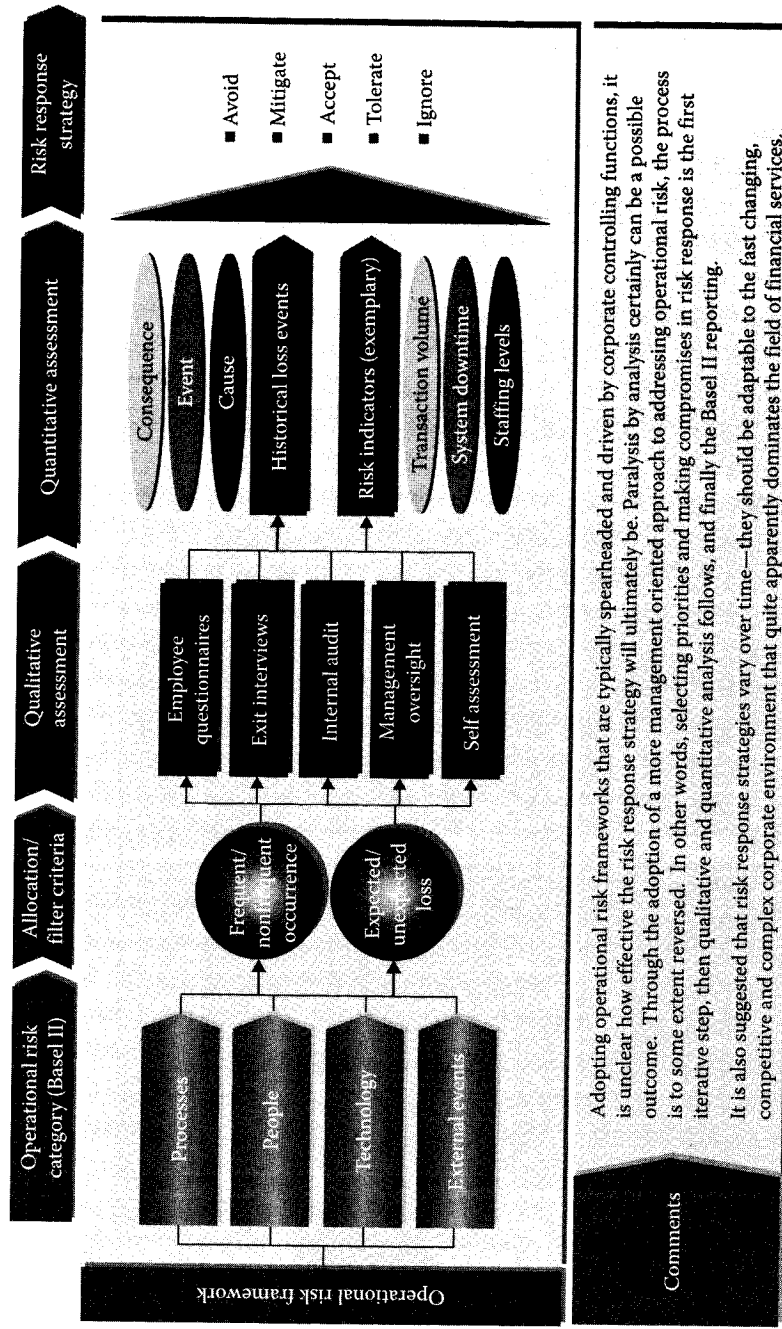 Operational risk
category (Basel II)
Allocation/
filter criteria
Qualitative
assessment
Quantitative assessment
Risk response
strategy
Operational risk framework
Processes
People
Technology
External events
Frequent/
nonfrequent
occurrence
Expected/
unexpected
loss
Employee
questionnaires
Exit interviews
Internal audit
Management
oversight
Self assessment
Consequence
Event
Cause
Historical loss events
Risk indicators (exemplary)
Transaction volume
System downtime
Staffing levels
■ Avoid
■ Mitigate
■ Accept
■ Tolerate
■ Ignore
Comments
Adopting operational risk frameworks that are typically spearheaded and driven by corporate controlling functions, it
is unclear how effective the risk response strategy will ultimately be. Paralysis by analysis certainly can be a possible
outcome. Through the adoption of a more management oriented approach to addressing operational risk, the process
is to some extent reversed. In other words, selecting priorities and making compromises in risk response is the first
iterative step, then qualitative and quantitative analysis follows, and finally the Basel II reporting.
It is also suggested that risk response strategies vary over time—they should be adaptable to the fast changing,
competitive and complex corporate environment that quite apparently dominates the field of financial services.